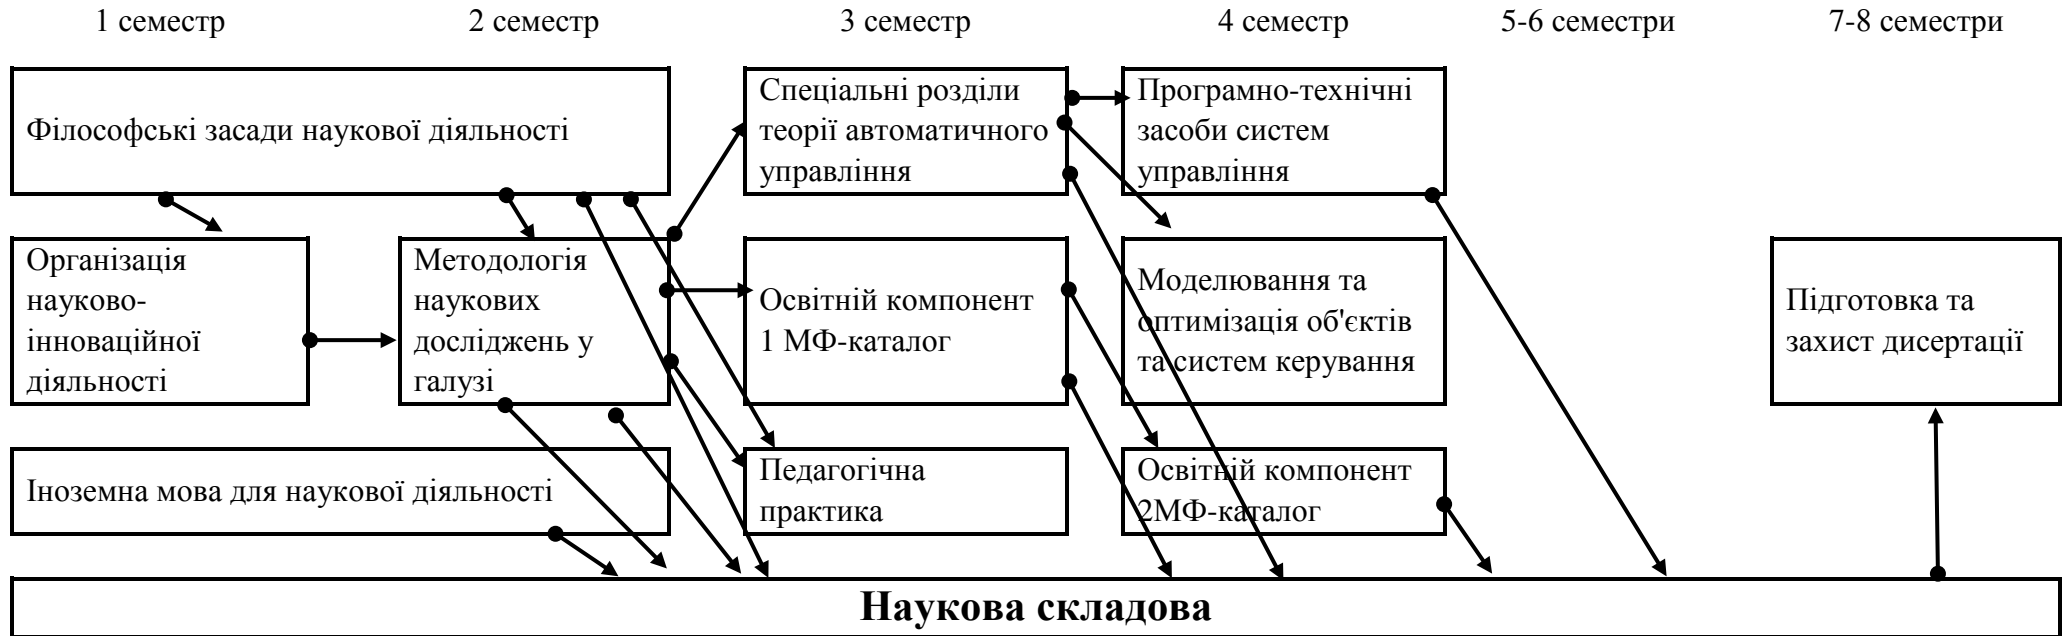 1 семестр
2 семестр
3 семестр
4 семестр
5-6 семестри
7-8 семестри
Філософські засади наукової діяльності
Спеціальні розділи
теорії автоматичного
управління
Програмно-технічні
засоби систем
управління
Організація
науково-
інноваційної
діяльності
Методологія
наукових
досліджень у
галузі
Освітній компонент
1 МФ-каталог
Моделювання та
оптимізація об'єктів
та систем керування
Підготовка та
захист дисертації
Іноземна мова для наукової діяльності
Педагогічна
практика
Освітній компонент
2МФ-каталог
Наукова складова